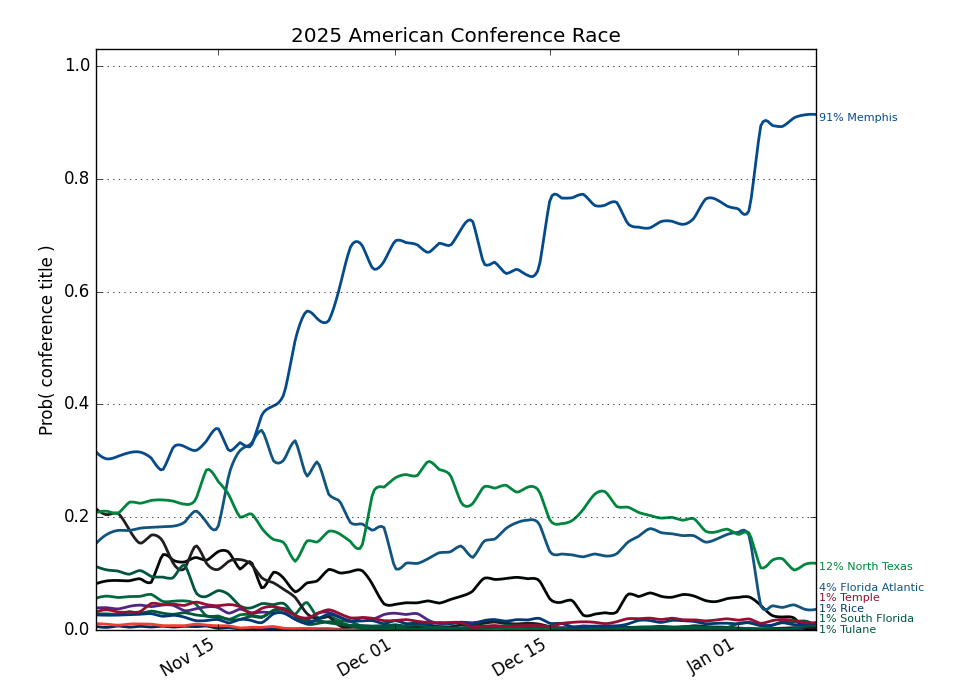 2025 American Conference Race
Prob( conference title )
1.0
0.8
0.6
0.4
0.2
0.0
Nov 15
Dec 01
Dec 15
Jan 01
91% Memphis
12% North Texas
4% Florida Atlantic
1% Temple
1% Rice
1% South Florida
1% Tulane